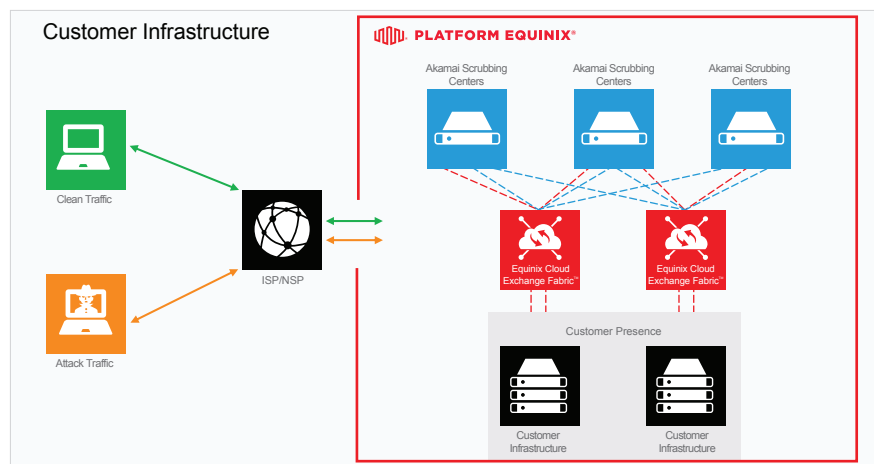 Customer Infrastructure
PLATFORM EQUINIX®
Akamai Scrubbing
Centers
Akamai Scrubbing
Centers
Akamai Scrubbing
Centers
Clean Traffic
ISP/NSP
Attack Traffic
Equinix Cloud
Exchange Fabric™
Equinix Cloud
Exchange Fabric™
Customer Presence
Customer
Infrastructure
Customer
Infrastructure